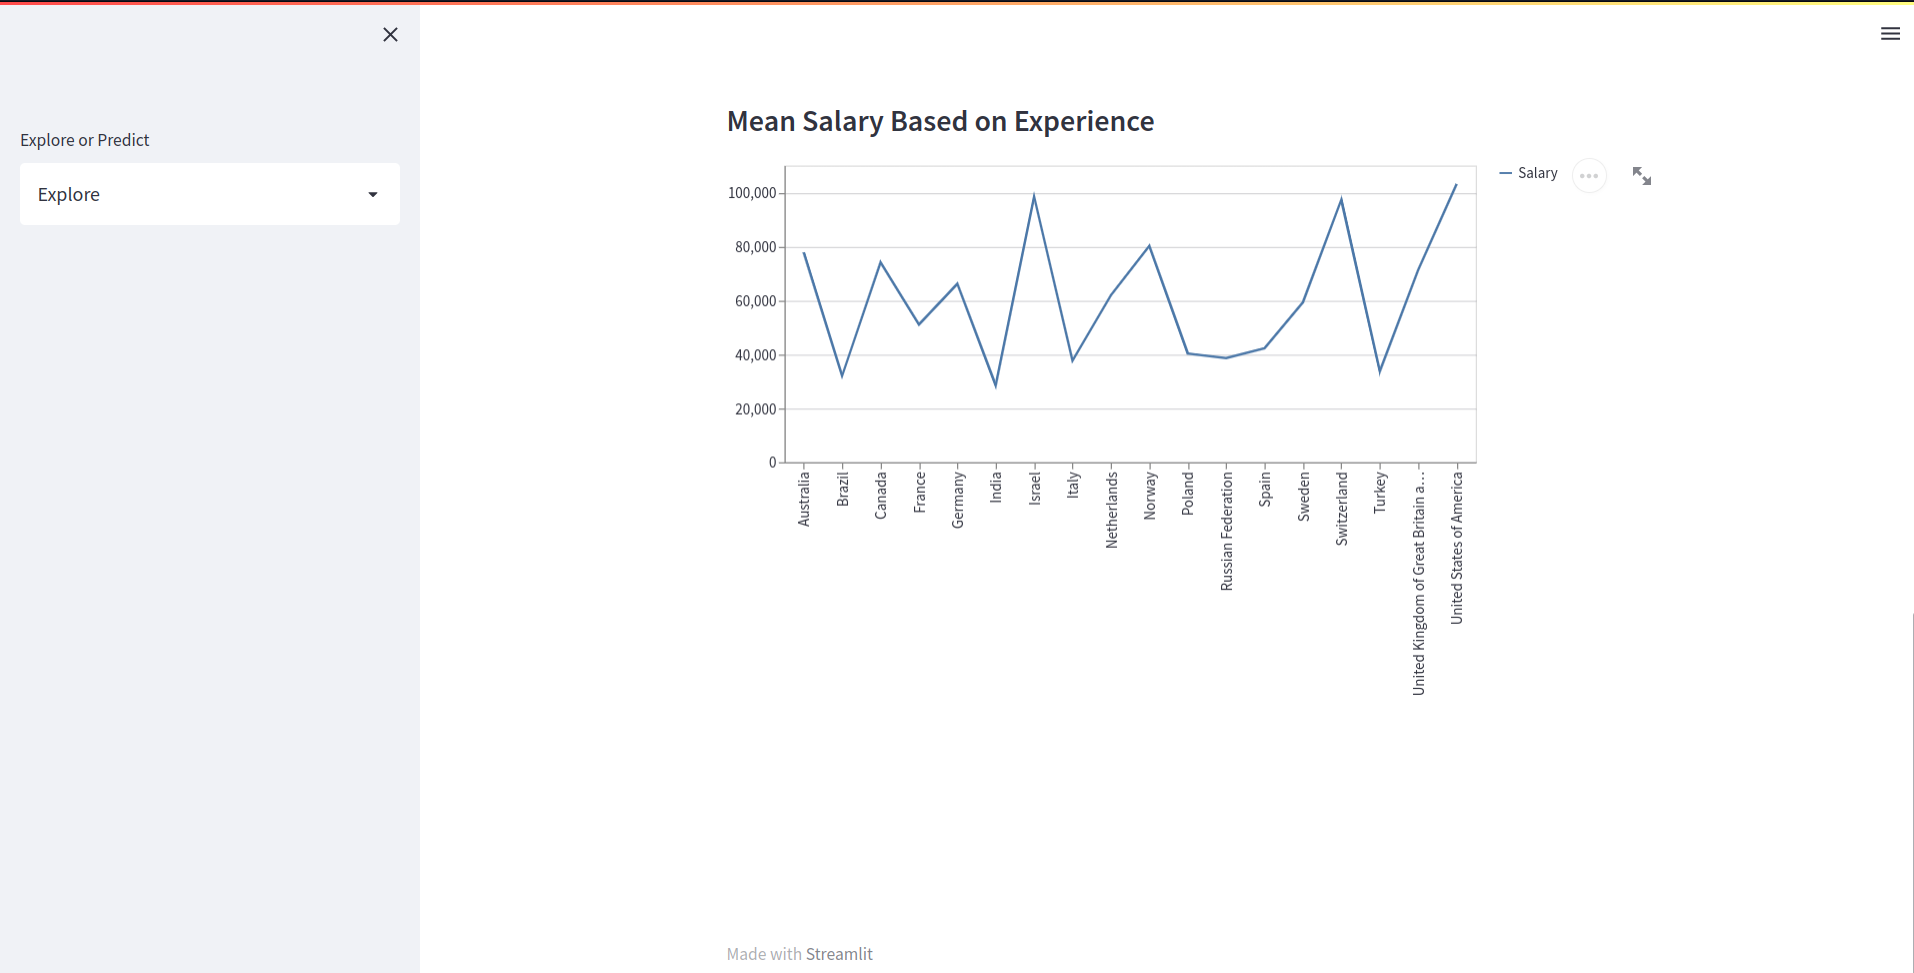 Explore or Predict
Explore
Mean Salary Based on Experience
Salary
100,000
80,000
60,000
40,000
20,000
0
Australia
Brazil
Canada
France
Germany
India
Israel
Italy
Netherlands
Norway
Poland
Russian Federation
Spain
Sweden
Switzerland
Turkey
United Kingdom of Great Britain a…
United States of America
Made with Streamlit